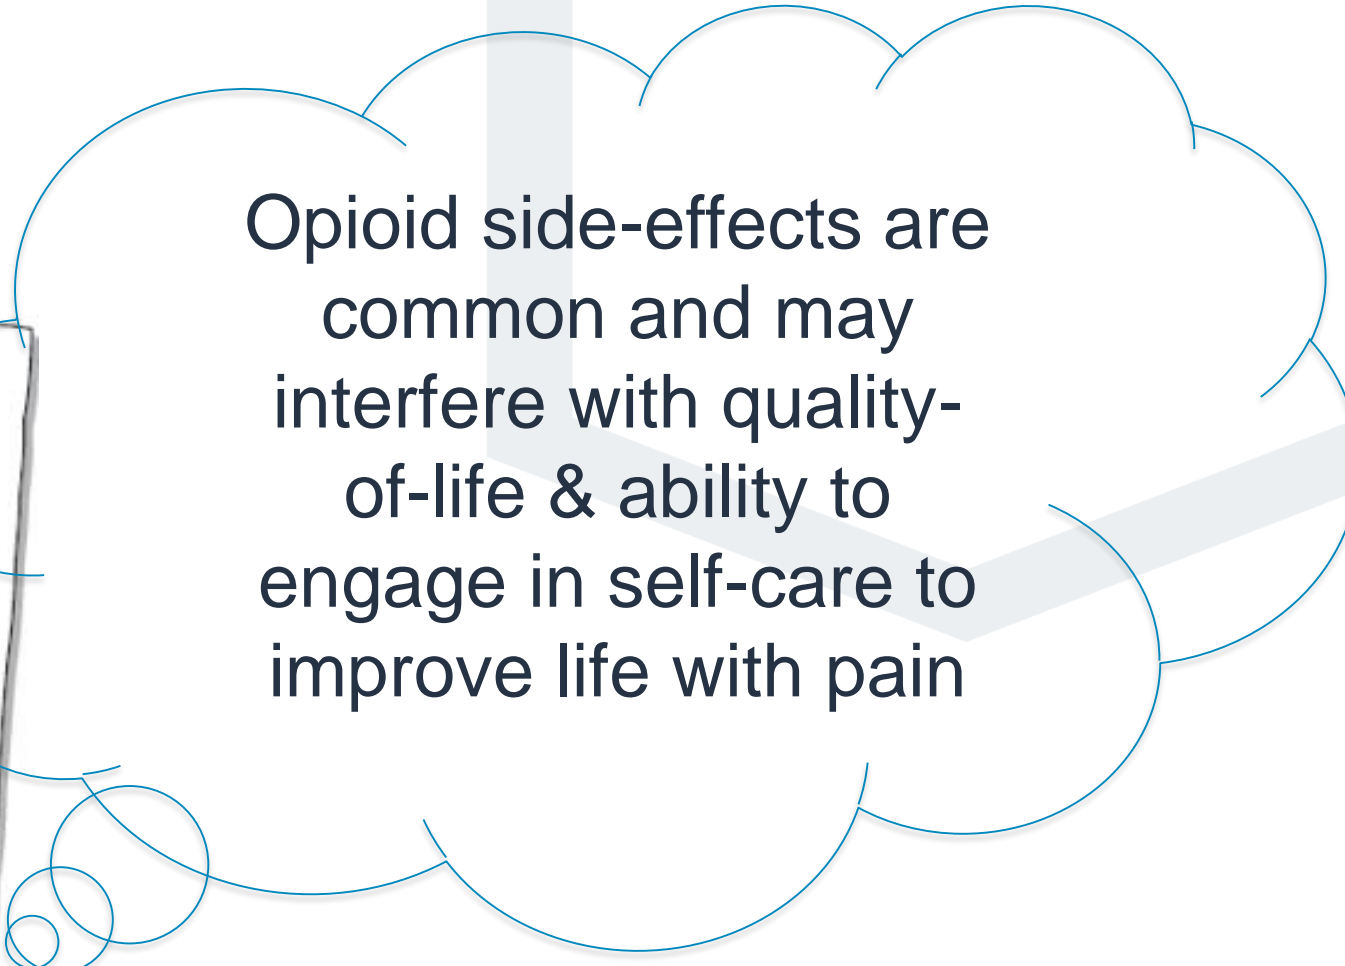 Opioid side-effects are
common and may
interfere with quality-
of-life & ability to
engage in self-care to
improve life with pain